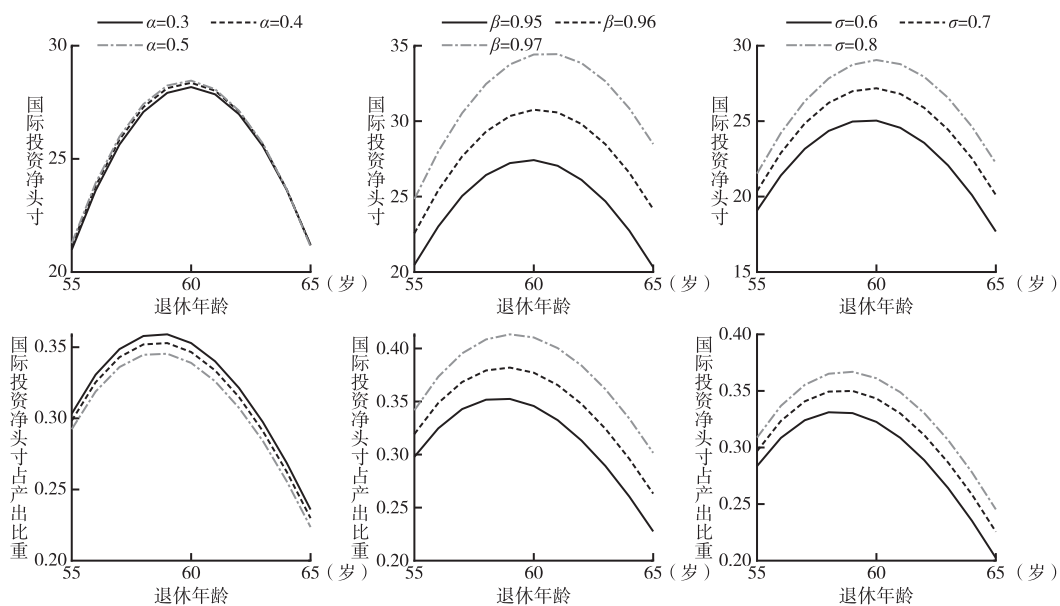 α=0.3 α=0.4
α=0.5
国际投资净头寸
30
25
20
55 60 65（岁）
退休年龄
β=0.95 β=0.96
β=0.97
35
30
25
20
55 60 65（岁）
退休年龄
σ=0.6 σ=0.7
σ=0.8
国际投资净头寸
30
25
20
15
55 60 65（岁）
退休年龄
国际投资净头寸占产出比重
0.35
0.30
0.25
0.20
55 60 65（岁）
退休年龄
国际投资净头寸占产出比重
0.40
0.35
0.30
0.25
0.20
55 60 65（岁）
退休年龄
国际投资净头寸占产出比重
0.40
0.35
0.30
0.25
0.20
55 60 65（岁）
退休年龄
国际投资净头寸